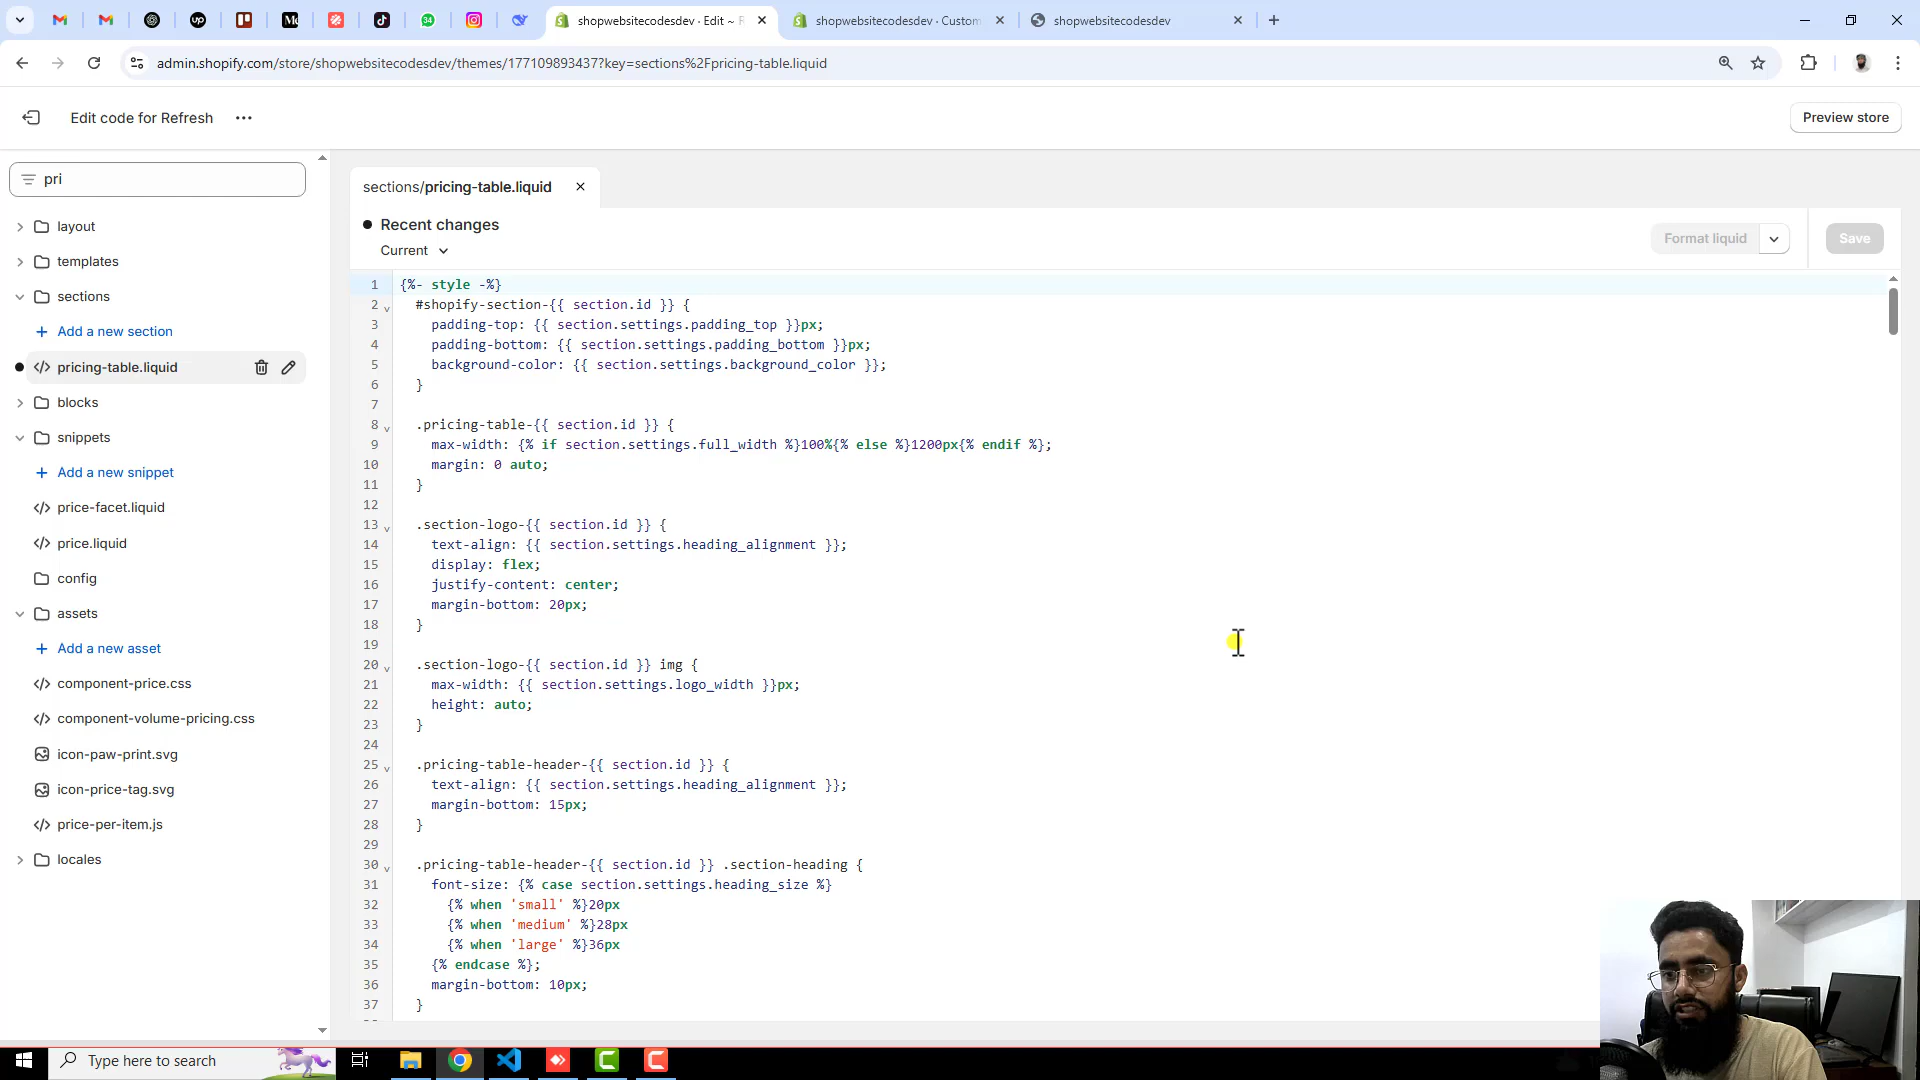 shopwebsitecodesdev · Edit ~ R
shopwebsitecodesdev · Custom
shopwebsitecodesdev
admin.shopify.com/store/shopwebsitecodesdev/themes/177109893437?key=sections%2Fpricing-table.liquid
Edit code for Refresh
Preview store
pri
layout
templates
sections
Add a new section
pricing-table.liquid
blocks
snippets
Add a new snippet
price-facet.liquid
price.liquid
config
assets
Add a new asset
component-price.css
component-volume-pricing.css
icon-paw-print.svg
icon-price-tag.svg
price-per-item.js
locales
sections/pricing-table.liquid
Recent changes
Current
Format liquid
Save
1 {%- style -%}
2 #shopify-section-{{ section.id }} {
3 padding-top: {{ section.settings.padding_top }}px;
4 padding-bottom: {{ section.settings.padding_bottom }}px;
5 background-color: {{ section.settings.background_color }};
6 }
7
8 .pricing-table-{{ section.id }} {
9 max-width: {% if section.settings.full_width %}100%{% else %}1200px{% endif %};
10 margin: 0 auto;
11 }
12
13 .section-logo-{{ section.id }} {
14 text-align: {{ section.settings.heading_alignment }};
15 display: flex;
16 justify-content: center;
17 margin-bottom: 20px;
18 }
19
20 .section-logo-{{ section.id }} img {
21 max-width: {{ section.settings.logo_width }}px;
22 height: auto;
23 }
24
25 .pricing-table-header-{{ section.id }} {
26 text-align: {{ section.settings.heading_alignment }};
27 margin-bottom: 15px;
28 }
29
30 .pricing-table-header-{{ section.id }} .section-heading {
31 font-size: {% case section.settings.heading_size %}
32 {% when 'small' %}20px
33 {% when 'medium' %}28px
34 {% when 'large' %}36px
35 {% endcase %};
36 margin-bottom: 10px;
37 }
Type here to search